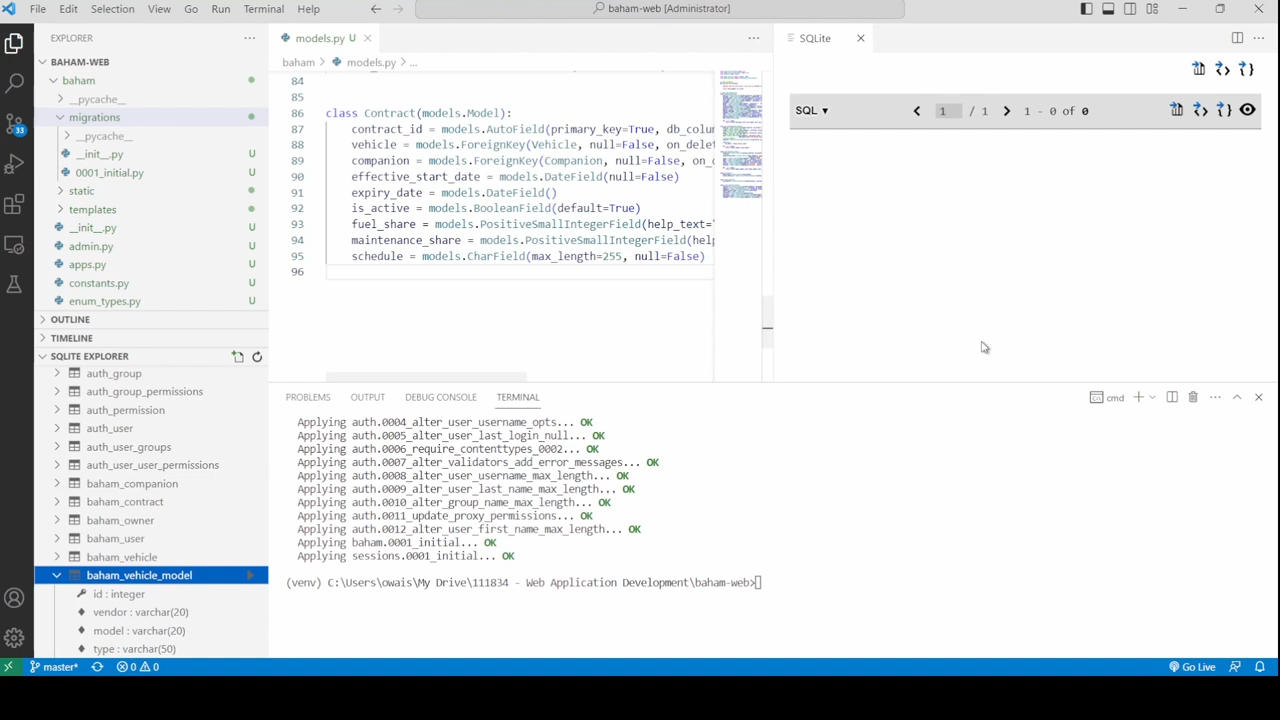 File Edit Selection View Go Run Terminal Help
baham-web [Administrator]
EXPLORER
BAHAM-WEB
baham
__pycache__
migrations
__pycache__
__init__.py U
0001_initial.py U
static
templates
__init__.py U
admin.py U
apps.py U
constants.py U
enum_types.py U
OUTLINE
TIMELINE
SQLITE EXPLORER
auth_group
auth_group_permissions
auth_permission
auth_user
auth_user_groups
auth_user_user_permissions
baham_companion
baham_contract
baham_owner
baham_user
baham_vehicle
baham_vehicle_model
id : integer
vendor : varchar(20)
model : varchar(20)
type : varchar(50)
33
models.py U
baham > models.py > ...
84
85
86 class Contract(models.Model):
87 contract_id = models.AutoField(primary_key=True, db_colum
88 vehicle = models.ForeignKey(Vehicle, null=False, on_delet
89 companion = models.ForeignKey(Companion, null=False, on_d
90 effective_start_date = models.DateField(null=False)
91 expiry_date = models.DateField()
92 is_active = models.BooleanField(default=True)
93 fuel_share = models.PositiveSmallIntegerField(help_text="
94 maintenance_share = models.PositiveSmallIntegerField(help
95 schedule = models.CharField(max_length=255, null=False)
96
SQLite
SQL ▾ < 1 / 1 > 1 - 0 of 0
PROBLEMS OUTPUT DEBUG CONSOLE TERMINAL
cmd
Applying auth.0004_alter_user_username_opts... OK
Applying auth.0005_alter_user_last_login_null... OK
Applying auth.0006_require_contenttypes_0002... OK
Applying auth.0007_alter_validators_add_error_messages... OK
Applying auth.0008_alter_user_username_max_length... OK
Applying auth.0009_alter_user_last_name_max_length... OK
Applying auth.0010_alter_group_name_max_length... OK
Applying auth.0011_update_proxy_permissions... OK
Applying auth.0012_alter_user_first_name_max_length... OK
Applying baham.0001_initial... OK
Applying sessions.0001_initial... OK
(venv) C:\Users\owais\My Drive\111834 - Web Application Development\baham-web>
master* 0 0
Go Live